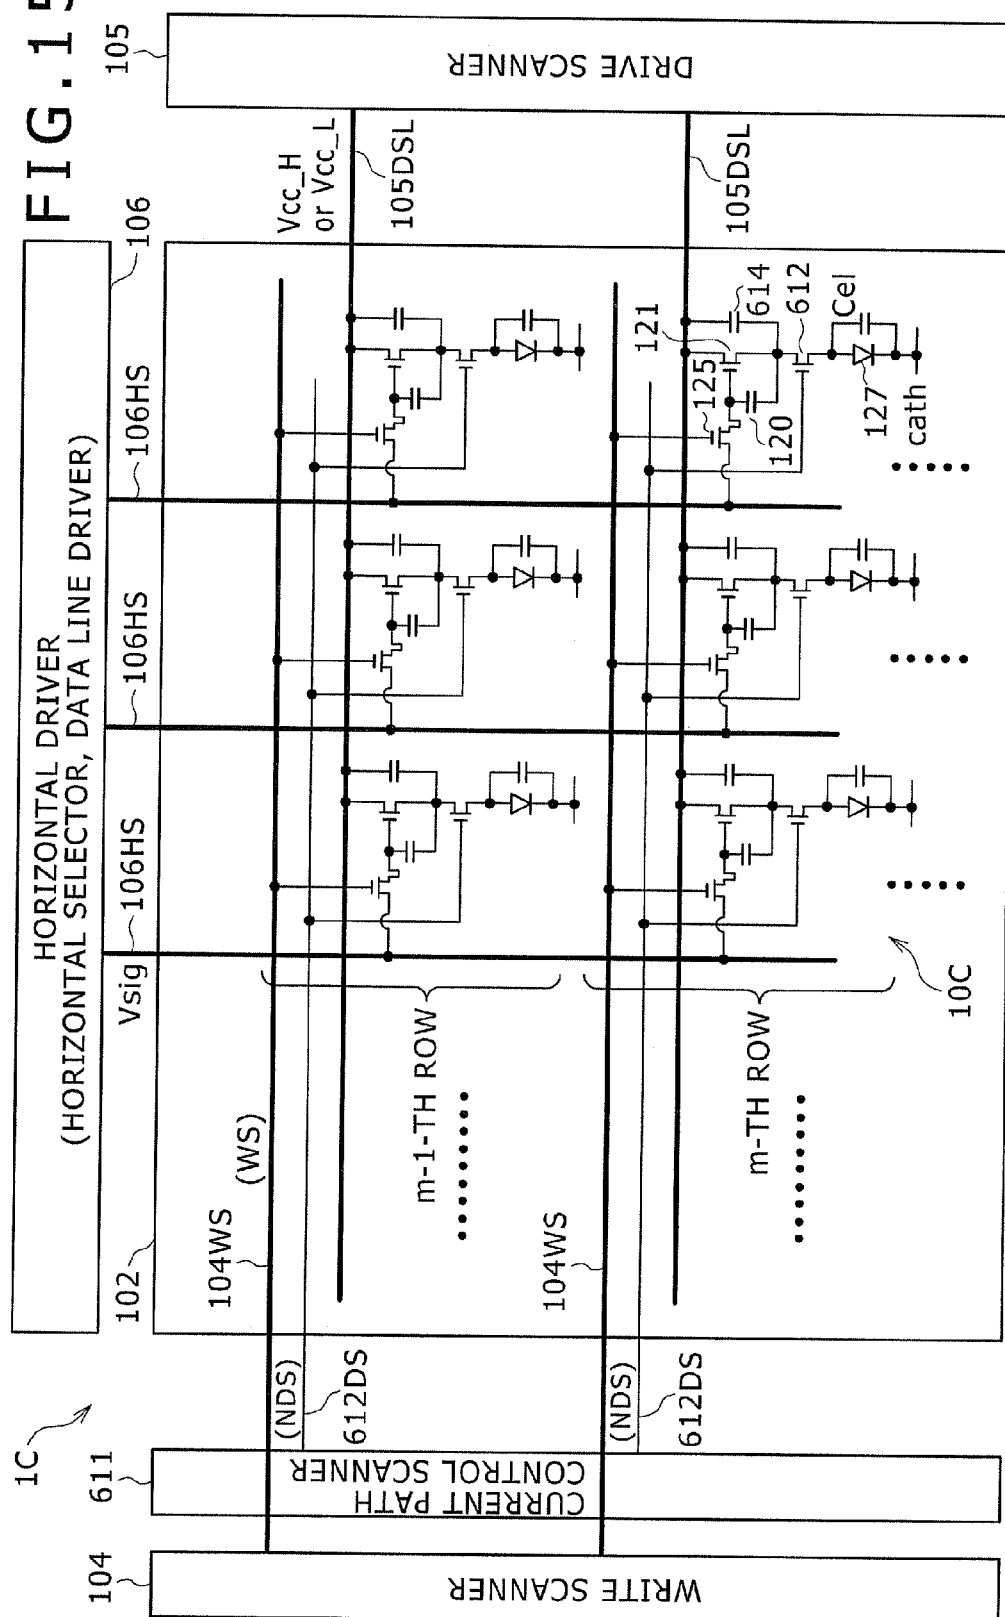 FIG.15
1C
HORIZONTAL DRIVER
(HORIZONTAL SELECTOR, DATA LINE DRIVER)
106
102
Vsig
106HS
106HS
106HS
104
611
105
WRITE SCANNER
CURRENT PATH
CONTROL SCANNER
DRIVE SCANNER
104WS
(WS)
(NDS)
612DS
Vcc_H
or Vcc_L
105DSL
m-1-TH ROW
104WS
(NDS)
612DS
105DSL
m-TH ROW
121
125
614
120
612
127
Cel
cath
10C